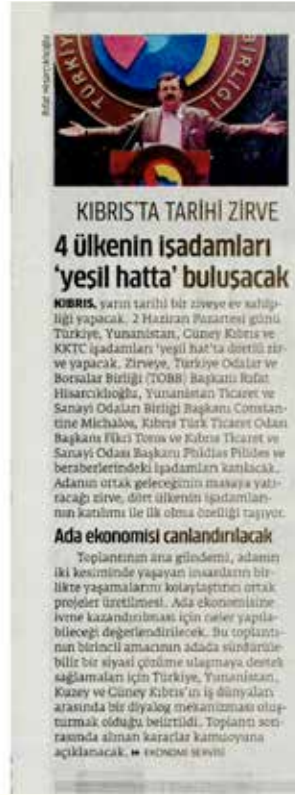 Rifat Hisarcıklıoğlu
TÜRKİYE
BİRLİĞİ
KIBRIS'TA TARİHİ ZİRVE
4 ülkenin işadamları
'yeşil hatta' buluşacak
KIBRIS, yarın tarihi bir zirveye ev sahip-
liği yapacak. 2 Haziran Pazartesi günü
Türkiye, Yunanistan, Güney Kıbrıs ve
KKTC işadamları 'yeşil hat'ta dörtlü zir-
ve yapacak. Zirveye, Türkiye Odalar ve
Borsalar Birliği (TOBB) Başkanı Rifat
Hisarcıklıoğlu, Yunanistan Ticaret ve
Sanayi Odaları Birliği Başkanı Constan-
tine Michalos, Kıbrıs Türk Ticaret Odası
Başkanı Fikri Toros ve Kıbrıs Ticaret ve
Sanayi Odası Başkanı Phidias Pilides ve
beraberlerindeki işadamları katılacak.
Adanın ortak geleceğinin masaya yatı-
racağı zirve, dört ülkenin işadamları-
nın katılımı ile ilk olma özelliği taşıyor.
Ada ekonomisi canlandırılacak
Toplantının ana gündemi, adanın
iki kesiminde yaşayan insanların bir-
likte yaşamalarını kolaylaştırıcı ortak
projeler üretilmesi. Ada ekonomisine
ivme kazandırılması için neler yapıla-
bileceği değerlendirilecek. Bu toplantı-
nın birincil amacının adada sürdürüle-
bilir bir siyasi çözüme ulaşmaya destek
sağlamaları için Türkiye, Yunanistan,
Kuzey ve Güney Kıbrıs'ın iş dünyaları
arasında bir diyalog mekanizması oluş-
turmak olduğu belirtildi. Toplantı son-
rasında alınan kararlar kamuoyuna
açıklanacak. EKONOMİ SERVİSİ